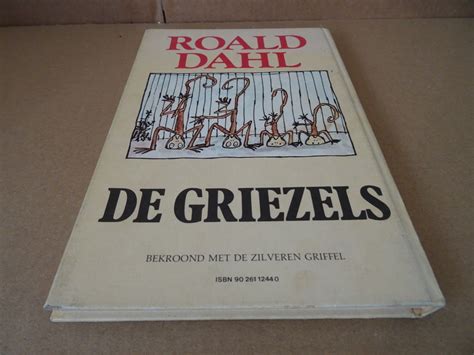 ROALD
DAHL
DE GRIEZELS
BEKROOND MET DE ZILVEREN GRIFFEL
ISBN 90 261 1244 0